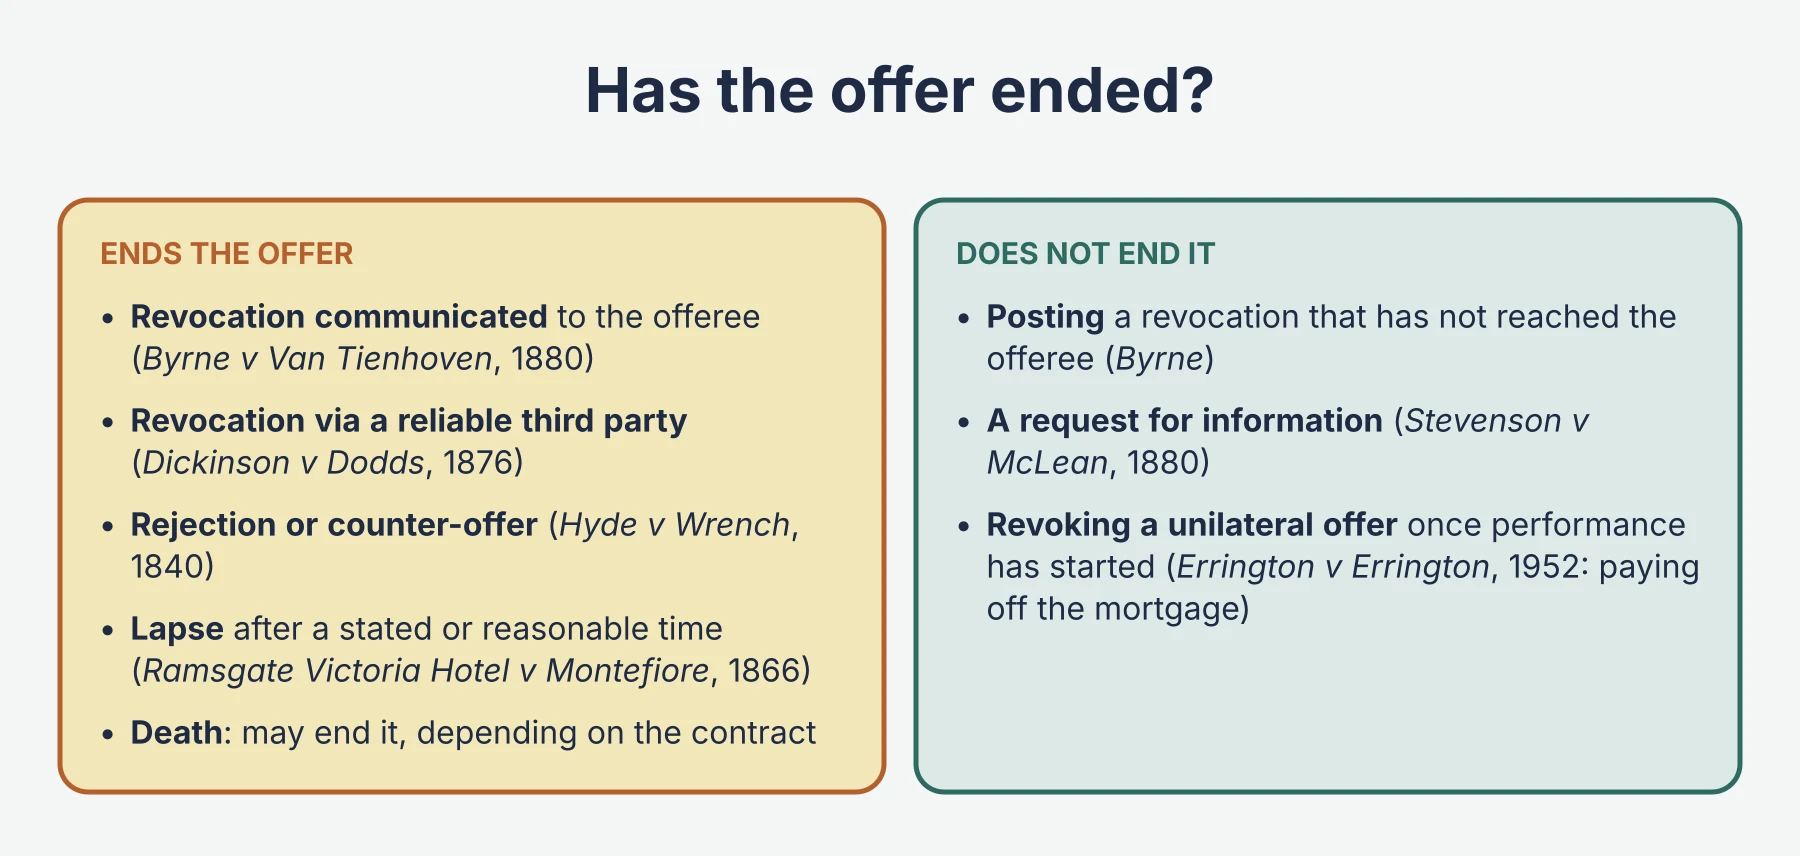 Has the offer ended?
ENDS THE OFFER
• Revocation communicated to the offeree
(Byrne v Van Tienhoven, 1880)
• Revocation via a reliable third party
(Dickinson v Dodds, 1876)
• Rejection or counter-offer (Hyde v Wrench,
1840)
• Lapse after a stated or reasonable time
(Ramsgate Victoria Hotel v Montefiore, 1866)
• Death: may end it, depending on the contract
DOES NOT END IT
• Posting a revocation that has not reached the
offeree (Byrne)
• A request for information (Stevenson v
McLean, 1880)
• Revoking a unilateral offer once performance
has started (Errington v Errington, 1952: paying
off the mortgage)